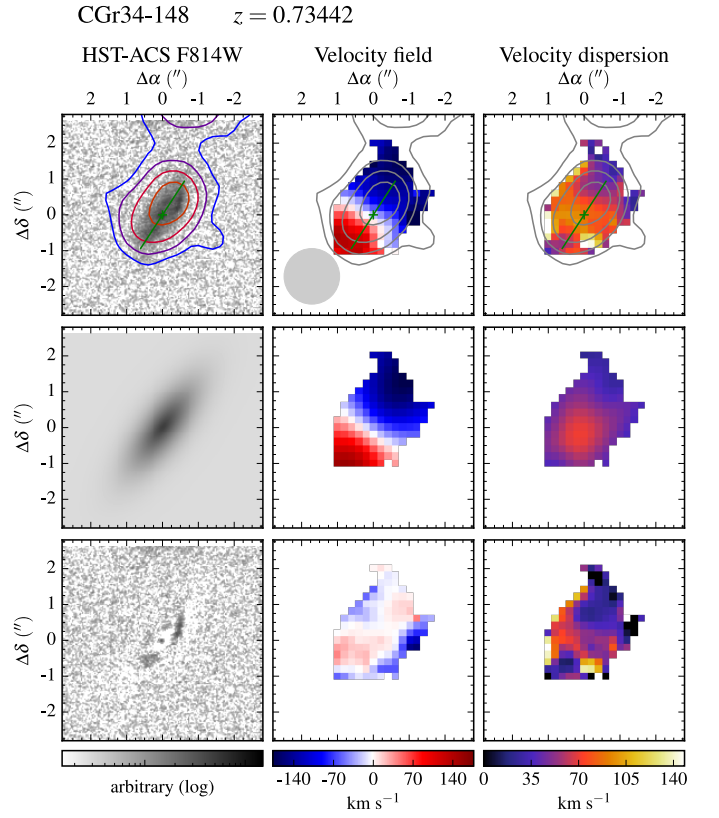 CGr34-148 z = 0.73442
HST-ACS F814W Velocity field Velocity dispersion
Δα (′′) Δα (′′) Δα (′′)
2 1 0 -1 -2 2 1 0 -1 -2 2 1 0 -1 -2
2
1
0
-1
-2
Δδ (′′)
2
1
0
-1
-2
Δδ (′′)
2
1
0
-1
-2
Δδ (′′)
-140 -70 0 70 140 0 35 70 105 140
arbitrary (log) km s⁻¹ km s⁻¹